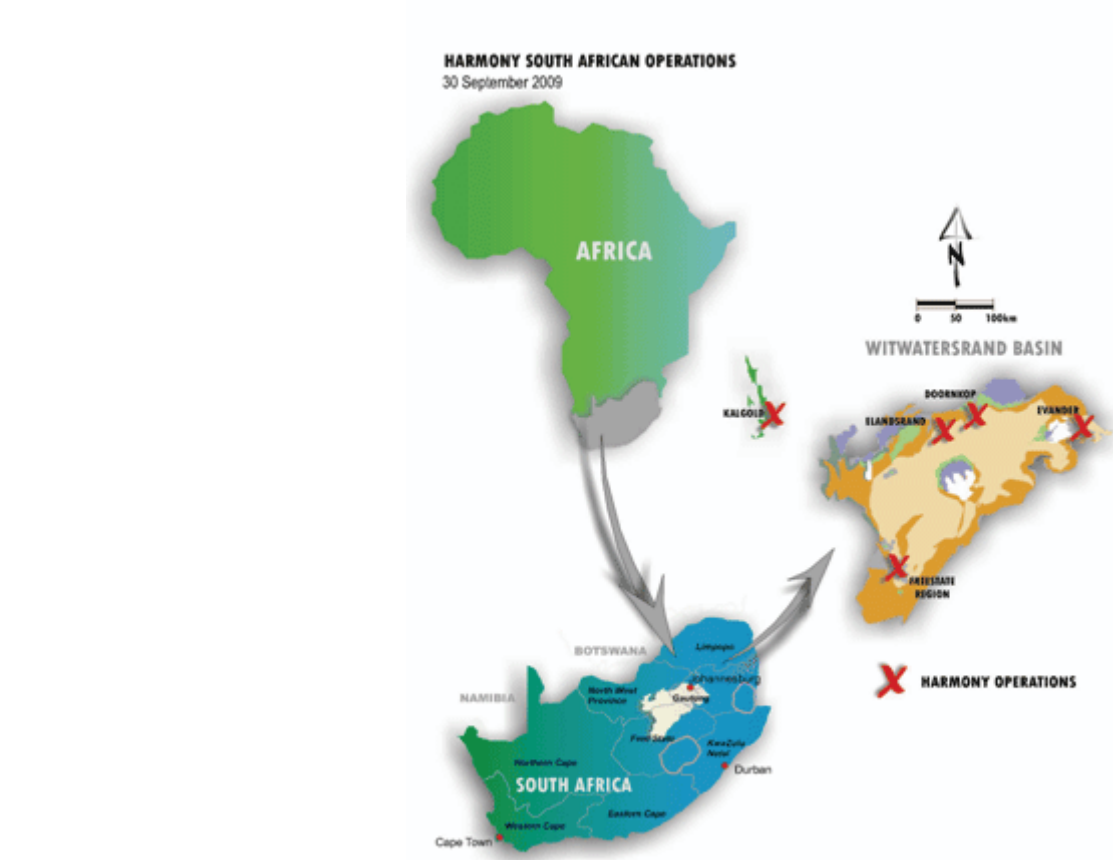 HARMONY SOUTH AFRICAN OPERATIONS
30 September 2009
AFRICA
N
0 50 100km
WITWATERSRAND BASIN
DOORNKOP
KALGOLD
ELANDSRAND
EVANDER
FREESTATE
REGION
BOTSWANA
Limpopo
NAMIBIA
North West
Province
Johannesburg
Gauteng
Free State
KwaZulu
Natal
Northern Cape
Durban
SOUTH AFRICA
Eastern Cape
Western Cape
Cape Town
X HARMONY OPERATIONS